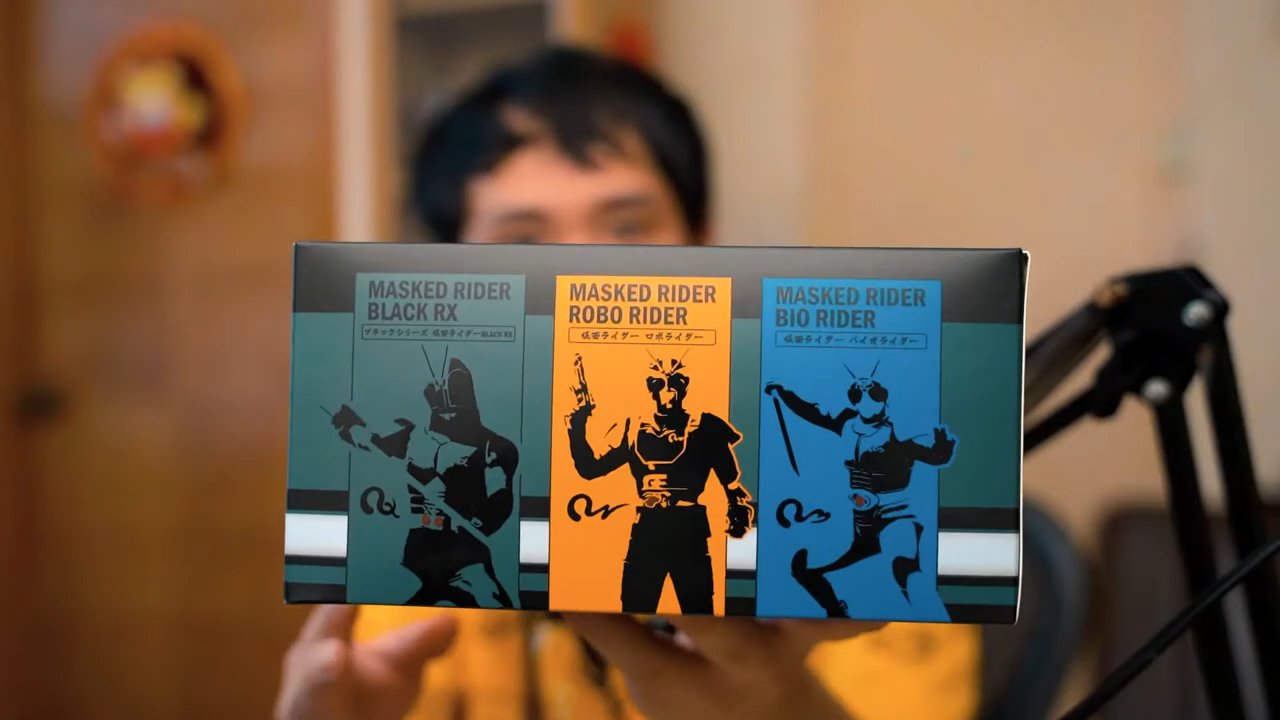 MASKED RIDER
BLACK RX
ブラックシリーズ 仮面ライダーBLACK RX
MASKED RIDER
ROBO RIDER
仮面ライダー ロボライダー
MASKED RIDER
BIO RIDER
仮面ライダー バイオライダー